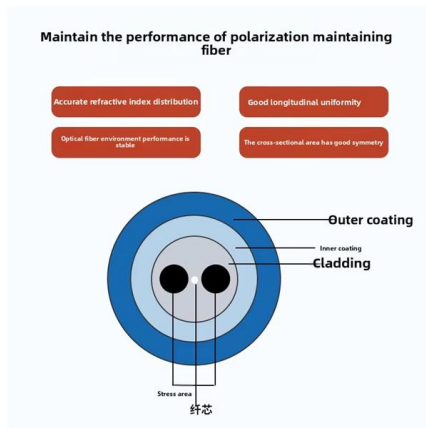 Maintain the performance of polarization maintaining
fiber
Accurate refractive index distribution
Good longitudinal uniformity
Optical fiber environment performance is
stable
The cross-sectional area has good symmetry
Outer coating
Inner coating
Cladding
Stress area
纤芯